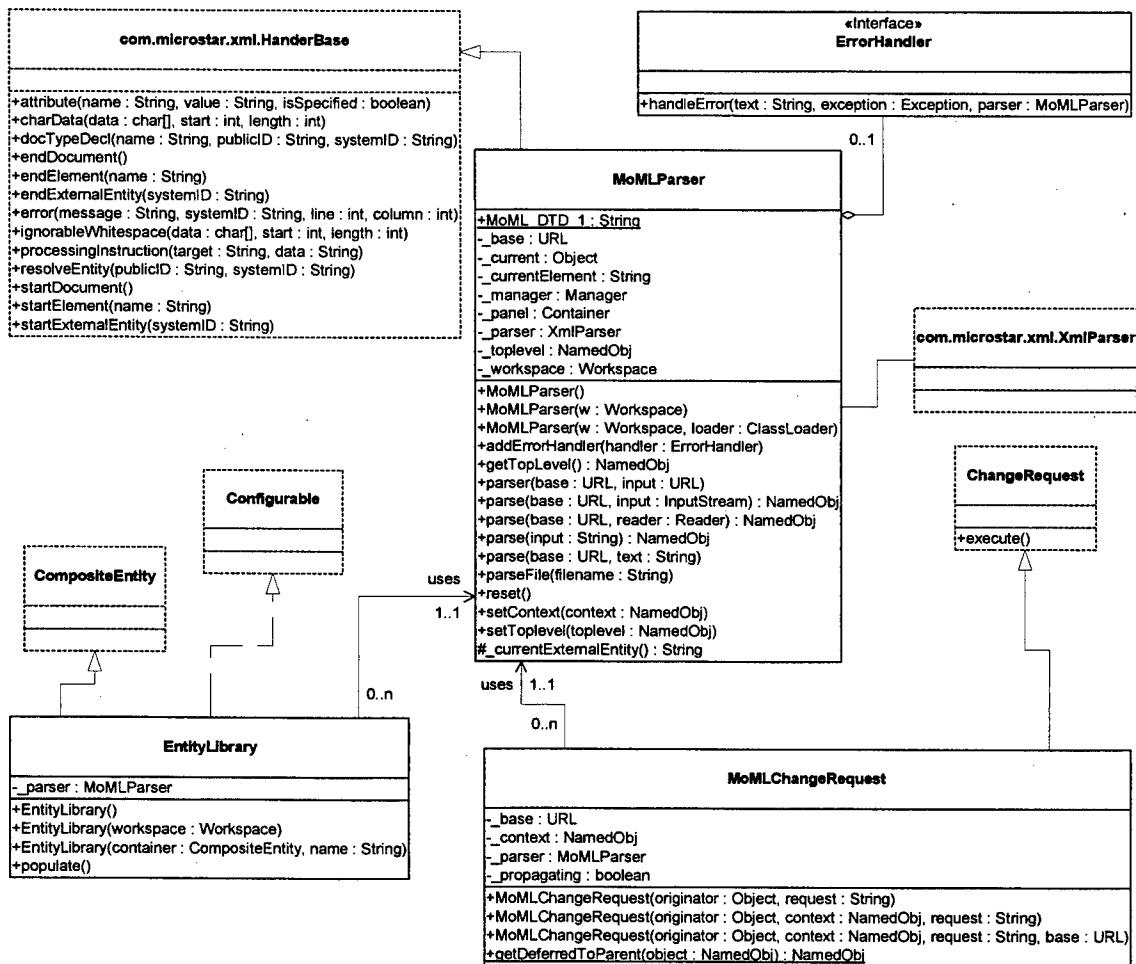 com.microstar.xml.HanderBase
+attribute(name : String, value : String, isSpecified : boolean)
+charData(data : char[], start : int, length : int)
+docTypeDecl(name : String, publicID : String, systemID : String)
+endDocument()
+endElement(name : String)
+endExternalEntity(systemID : String)
+error(message : String, systemID : String, line : int, column : int)
+ignorableWhitespace(data : char[], start : int, length : int)
+processingInstruction(target : String, data : String)
+resolveEntity(publicID : String, systemID : String)
+startDocument()
+startElement(name : String)
+startExternalEntity(systemID : String)
«Interface»
ErrorHandler
+handleError(text : String, exception : Exception, parser : MoMLParser)
0..1
MoMLParser
+MoML_DTD_1 : String
-_base : URL
-_current : Object
-_currentElement : String
-_manager : Manager
-_panel : Container
-_parser : XmlParser
-_toplevel : NamedObj
-_workspace : Workspace
+MoMLParser()
+MoMLParser(w : Workspace)
+MoMLParser(w : Workspace, loader : ClassLoader)
+addErrorHandler(handler : ErrorHandler)
+getTopLevel() : NamedObj
+parser(base : URL, input : URL)
+parse(base : URL, input : InputStream) : NamedObj
+parse(base : URL, reader : Reader) : NamedObj
+parse(input : String) : NamedObj
+parse(base : URL, text : String)
+parseFile(filename : String)
+reset()
+setContext(context : NamedObj)
+setToplevel(toplevel : NamedObj)
#_currentExternalEntity() : String
com.microstar.xml.XmlParser
ChangeRequest
+execute()
Configurable
CompositeEntity
uses
1..1
0..n
uses 1..1
0..n
EntityLibrary
-_parser : MoMLParser
+EntityLibrary()
+EntityLibrary(workspace : Workspace)
+EntityLibrary(container : CompositeEntity, name : String)
+populate()
MoMLChangeRequest
-_base : URL
-_context : NamedObj
-_parser : MoMLParser
-_propagating : boolean
+MoMLChangeRequest(originator : Object, request : String)
+MoMLChangeRequest(originator : Object, context : NamedObj, request : String)
+MoMLChangeRequest(originator : Object, context : NamedObj, request : String, base : URL)
+getDeferredToParent(object : NamedObj) : NamedObj